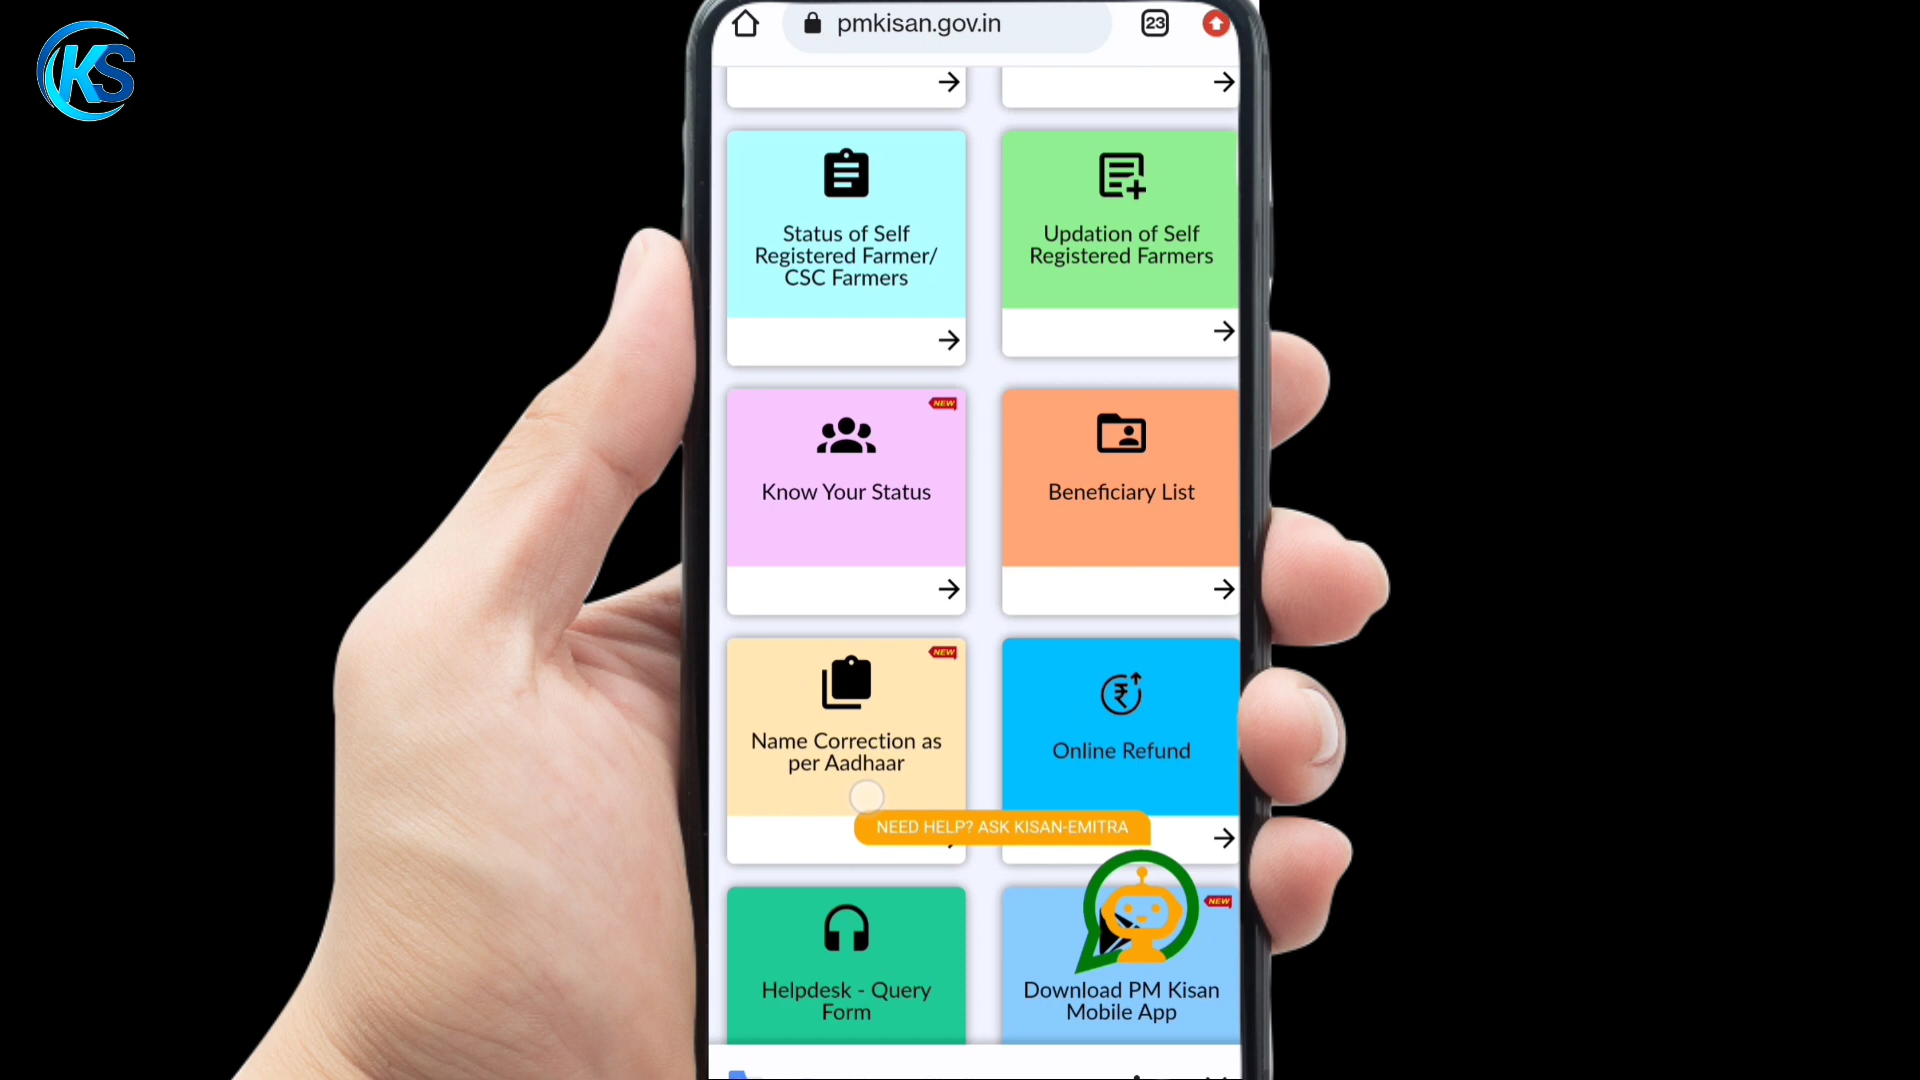 KS
pmkisan.gov.in
23
Status of Self
Registered Farmer/
CSC Farmers
Updation of Self
Registered Farmers
NEW
Know Your Status
Beneficiary List
NEW
Name Correction as
per Aadhaar
₹
Online Refund
NEED HELP? ASK KISAN-EMITRA
NEW
Helpdesk - Query
Form
Download PM Kisan
Mobile App